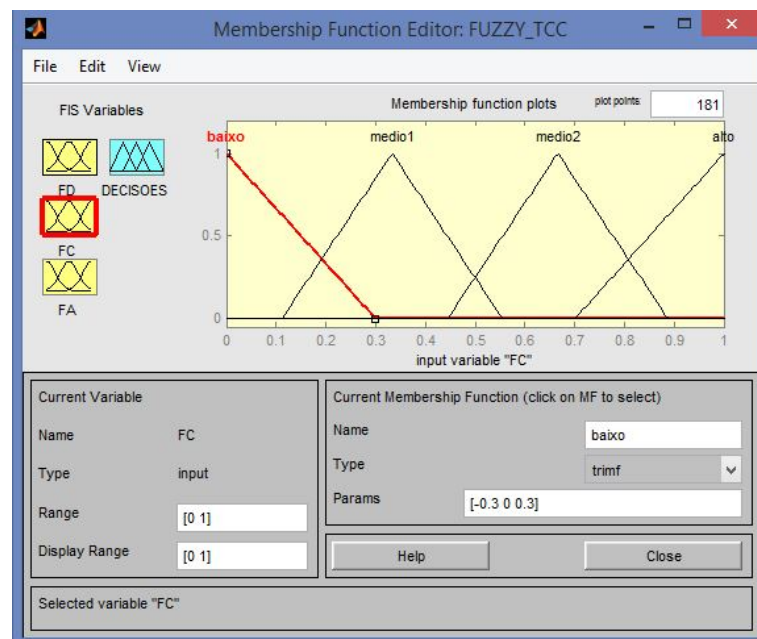 Membership Function Editor: FUZZY_TCC
File Edit View
FIS Variables
FD DECISOES
FC
FA
Membership function plots plot points: 181
baixo medio1 medio2 alto
1
0.5
0
0 0.1 0.2 0.3 0.4 0.5 0.6 0.7 0.8 0.9 1
input variable "FC"
Current Variable
Name FC
Type input
Range [0 1]
Display Range [0 1]
Current Membership Function (click on MF to select)
Name baixo
Type trimf
Params [-0.3 0 0.3]
Help Close
Selected variable "FC"